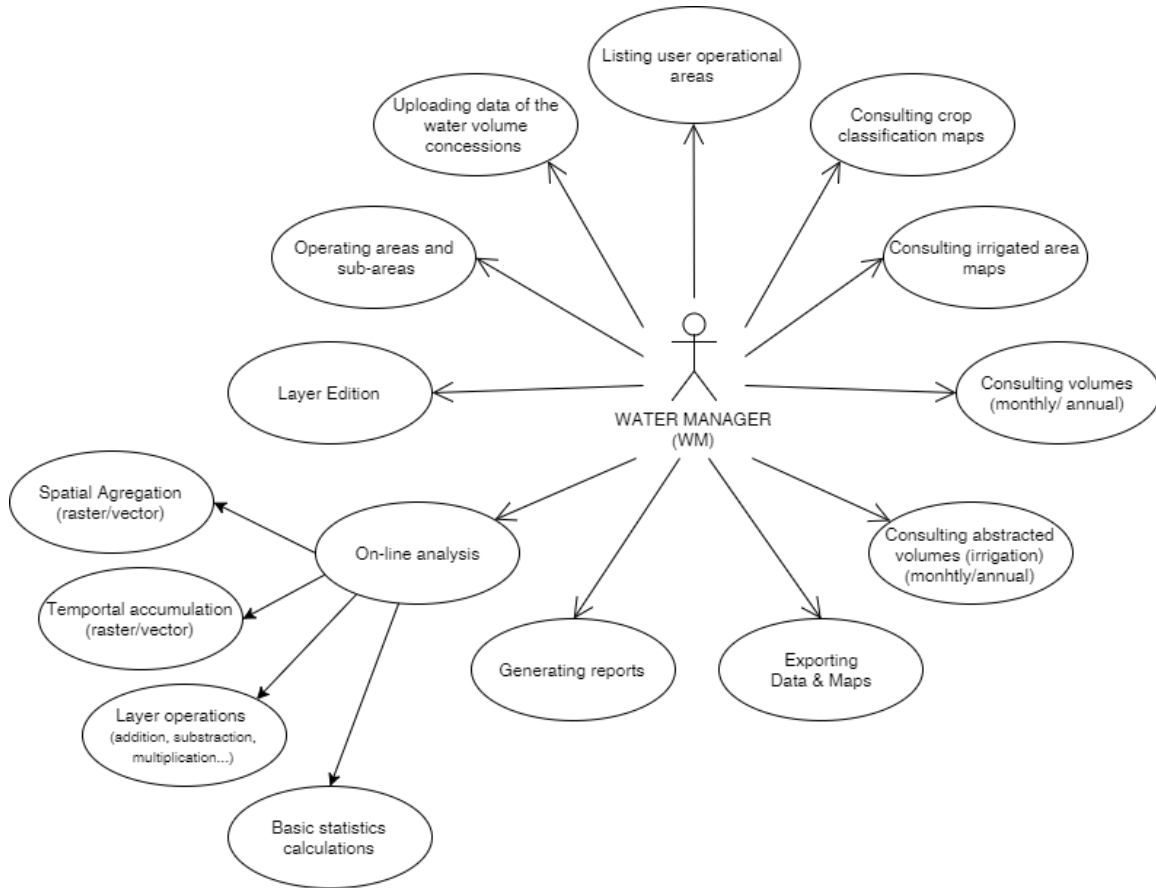 Listing user operational
areas
Uploading data of the
water volume
concessions
Consulting crop
classification maps
Operating areas and
sub-areas
Consulting irrigated area
maps
Layer Edition
Consulting volumes
(monthly/ annual)
WATER MANAGER
(WM)
Spatial Agregation
(raster/vector)
On-line analysis
Consulting abstracted
volumes (irrigation)
(monhtly/annual)
Temportal accumulation
(raster/vector)
Generating reports
Exporting
Data & Maps
Layer operations
(addition, substraction,
multiplication...)
Basic statistics
calculations